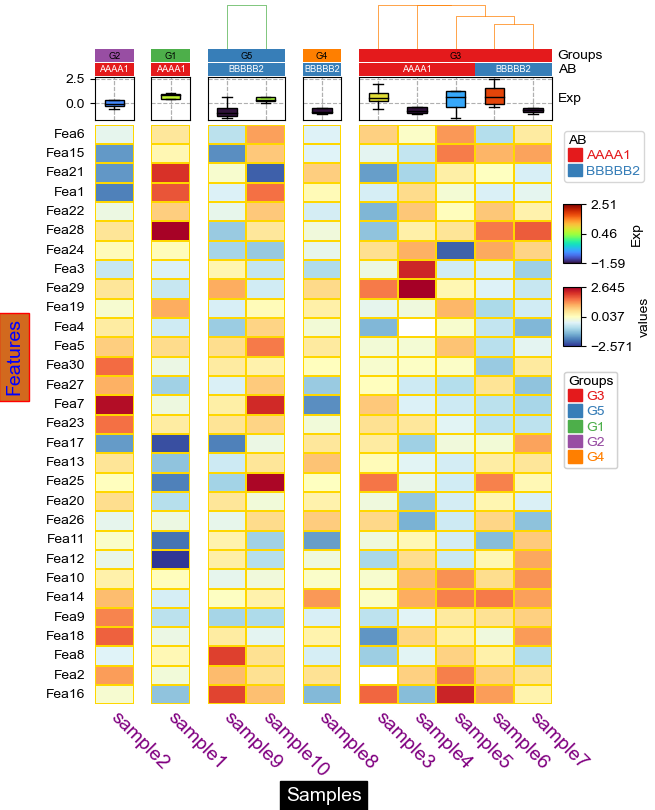 G2 G1 G5 G4 G3 Groups
AAAA1 AAAA1 BBBBB2 BBBBB2 AAAA1 BBBBB2 AB
2.5
0.0
Exp
Fea6
Fea15
Fea21
Fea1
Fea22
Fea28
Fea24
Fea3
Fea29
Fea19
Fea4
Fea5
Fea30
Fea27
Fea7
Fea23
Fea17
Fea13
Fea25
Fea20
Fea26
Fea11
Fea12
Fea10
Fea14
Fea9
Fea18
Fea8
Fea2
Fea16
Features
sample2 sample1 sample9 sample10 sample8 sample3 sample4 sample5 sample6 sample7
Samples
AB
AAAA1
BBBBB2
2.51
0.46
−1.59
Exp
2.645
0.037
−2.571
values
Groups
G3
G5
G1
G2
G4